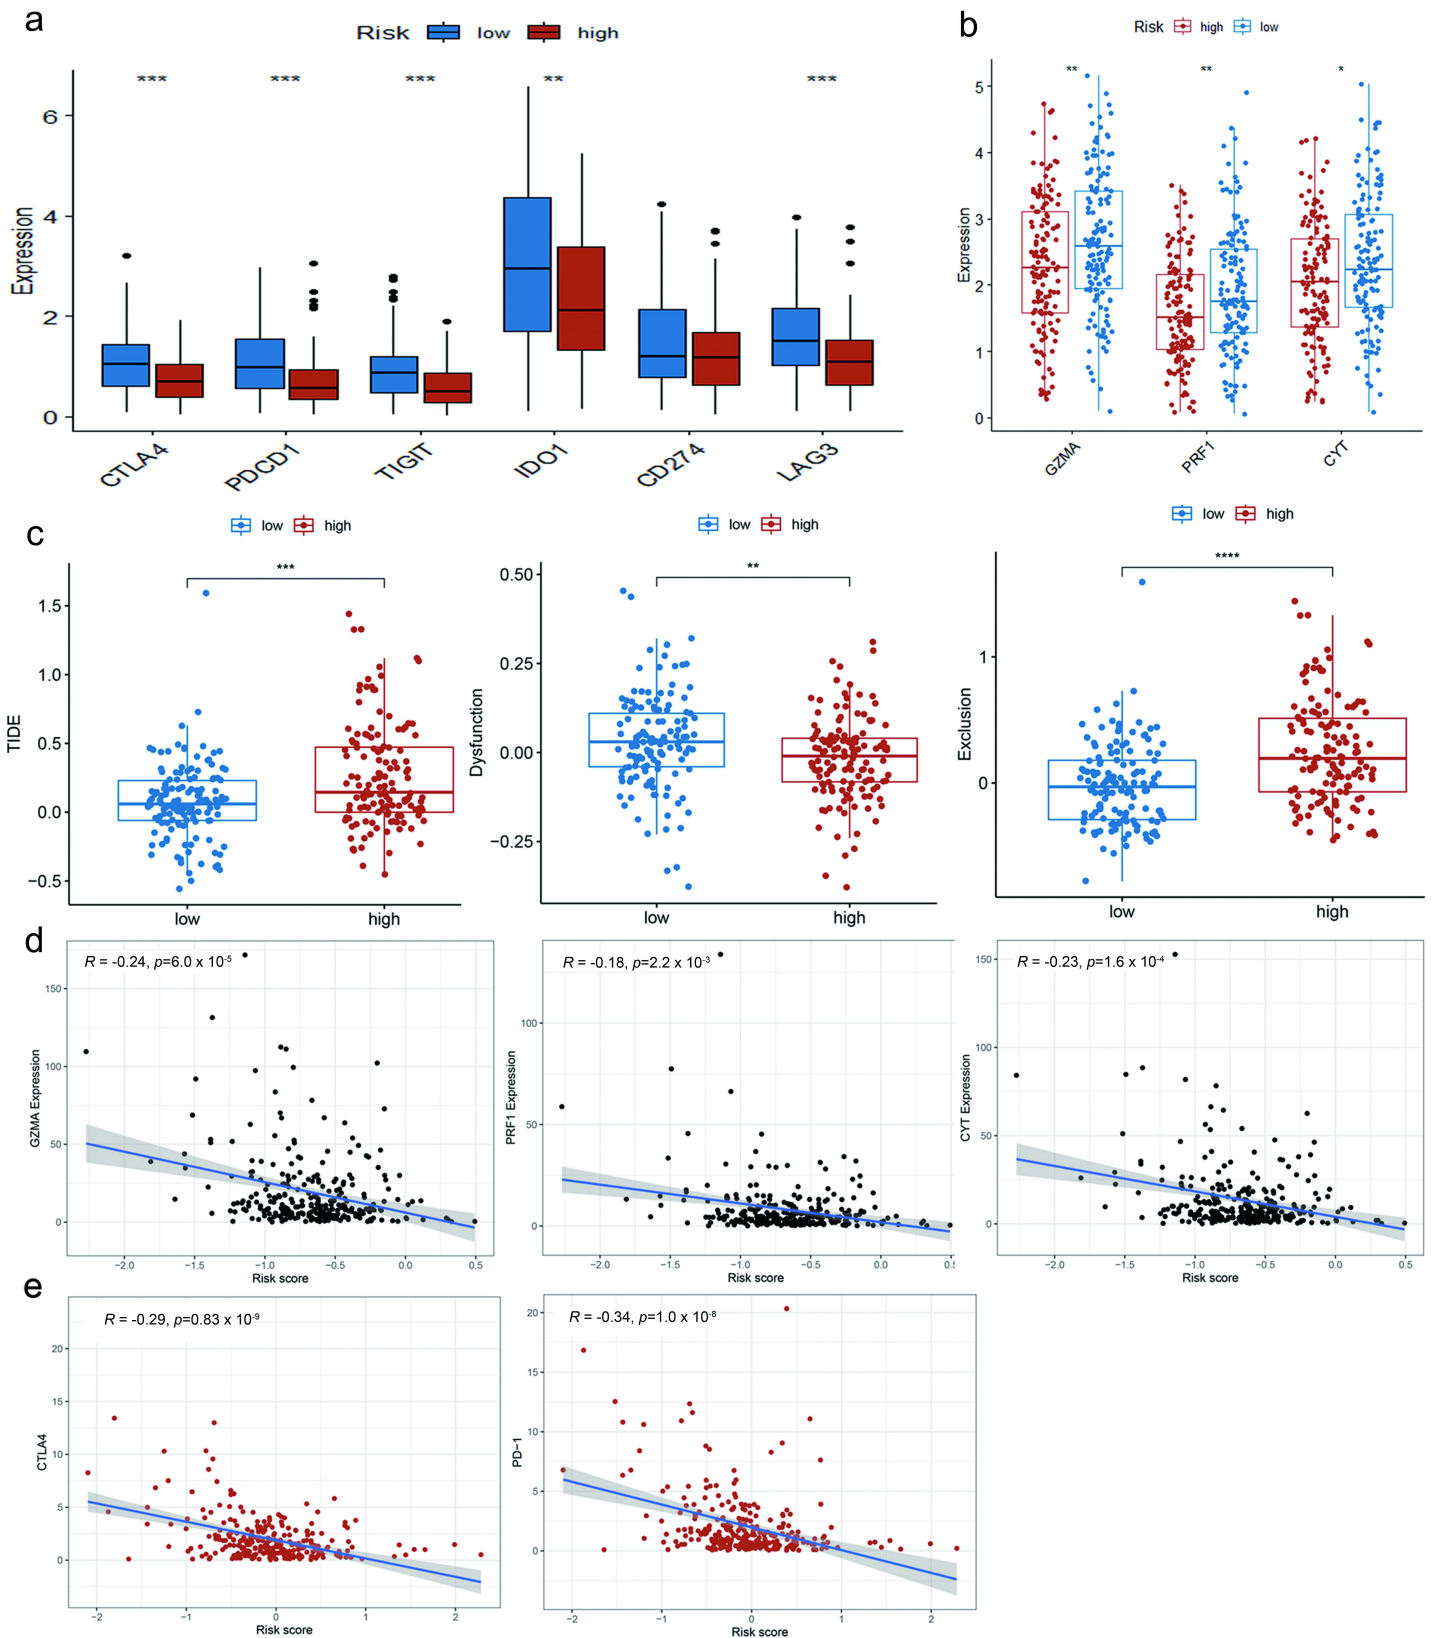 a
Risk low high
*** *** *** ** ***
Expression
6
4
2
0
CTLA4 PDCD1 TIGIT IDO1 CD274 LAG3
b
Risk high low
** ** *
Expression
5
4
3
2
1
0
GZMA PRF1 CYT
c
low high
***
TIDE
1.5
1.0
0.5
0.0
−0.5
low high
low high
**
Dysfunction
0.50
0.25
0.00
−0.25
low high
low high
****
Exclusion
1
0
low high
d
R = -0.24, p=6.0 x 10-5
GZMA Expression
150
100
50
0
−2.0 −1.5 −1.0 −0.5 0.0 0.5
Risk score
R = -0.18, p=2.2 x 10-3
PRF1 Expression
100
50
0
−2.0 −1.5 −1.0 −0.5 0.0
Risk score
R = -0.23, p=1.6 x 10-4
CYT Expression
150
100
50
0
−2.0 −1.5 −1.0 −0.5 0.0 0.5
Risk score
e
R = -0.29, p=0.83 x 10-9
CTLA4
20
15
10
5
0
−2 −1 0 1 2
Risk score
R = -0.34, p=1.0 x 10-8
PD−1
20
15
10
5
0
−2 −1 0 1 2
Risk score